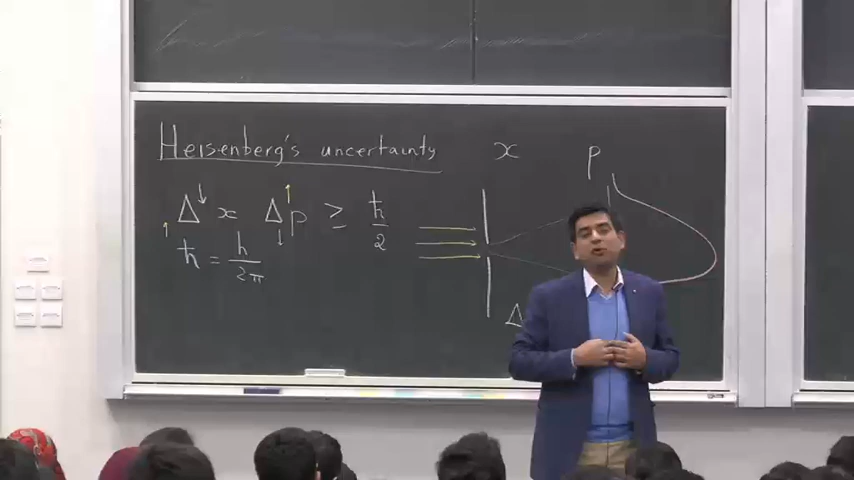 Heisenberg's uncertainty
x p
Δx Δp ≥ ħ/2
ħ = h/2π
Δ